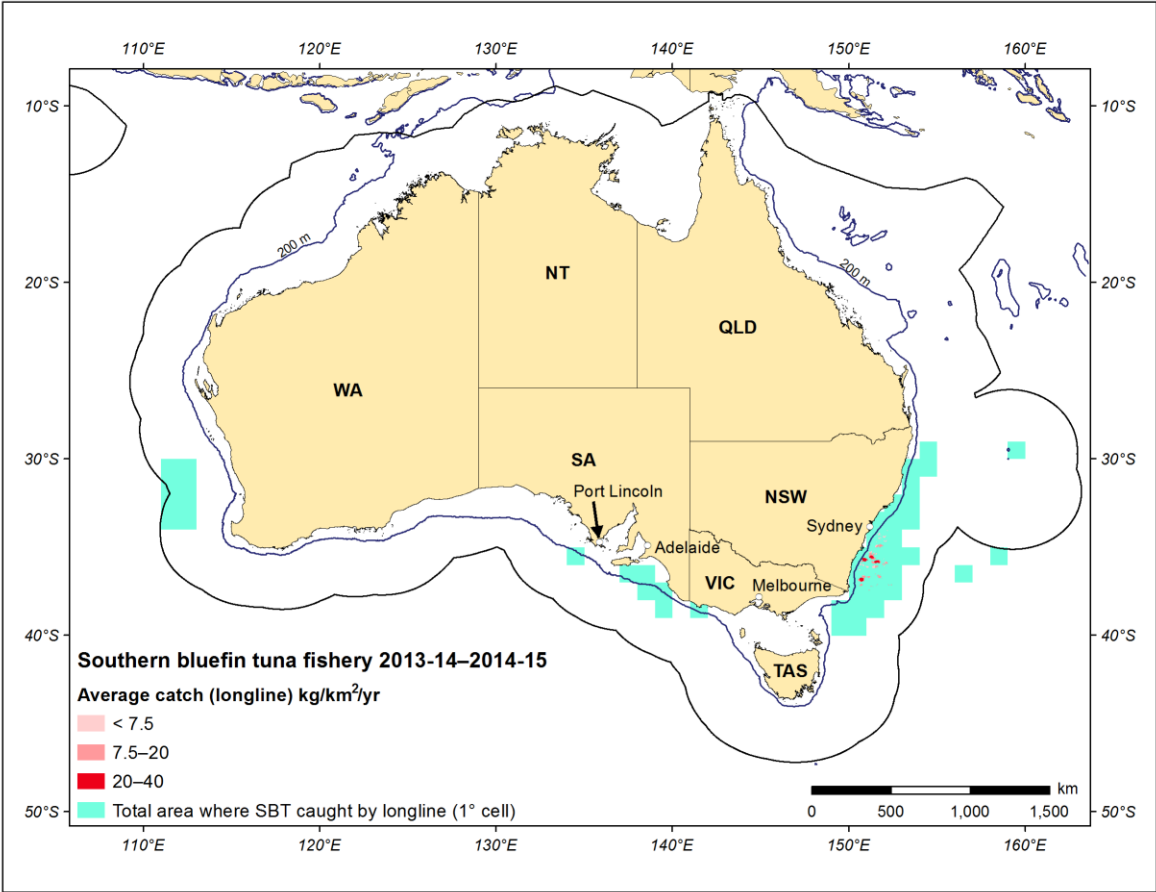 110°E 120°E 130°E 140°E 150°E 160°E
10°S 10°S
200 m
NT
20°S 200 m 20°S
QLD
WA
30°S SA 30°S
Port Lincoln
NSW
Sydney
Adelaide
VIC
Melbourne
40°S 40°S
TAS
Southern bluefin tuna fishery 2013-14–2014-15
Average catch (longline) kg/km²/yr
< 7.5
7.5–20
20–40
Total area where SBT caught by longline (1° cell)
km
0 500 1,000 1,500
50°S 50°S
110°E 120°E 130°E 140°E 150°E 160°E